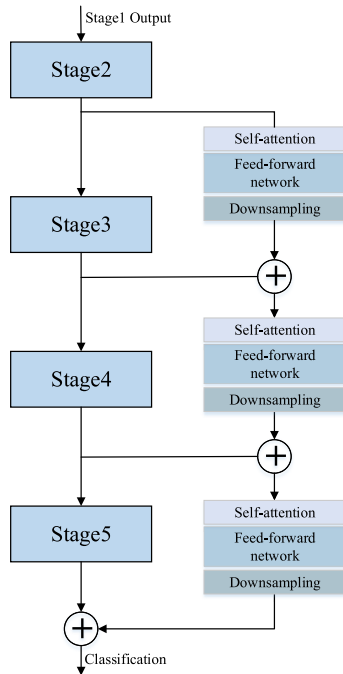 Stage1 Output
Stage2
Self-attention
Feed-forward
network
Downsampling
Stage3
Self-attention
Feed-forward
network
Downsampling
Stage4
Self-attention
Feed-forward
network
Downsampling
Stage5
Classification